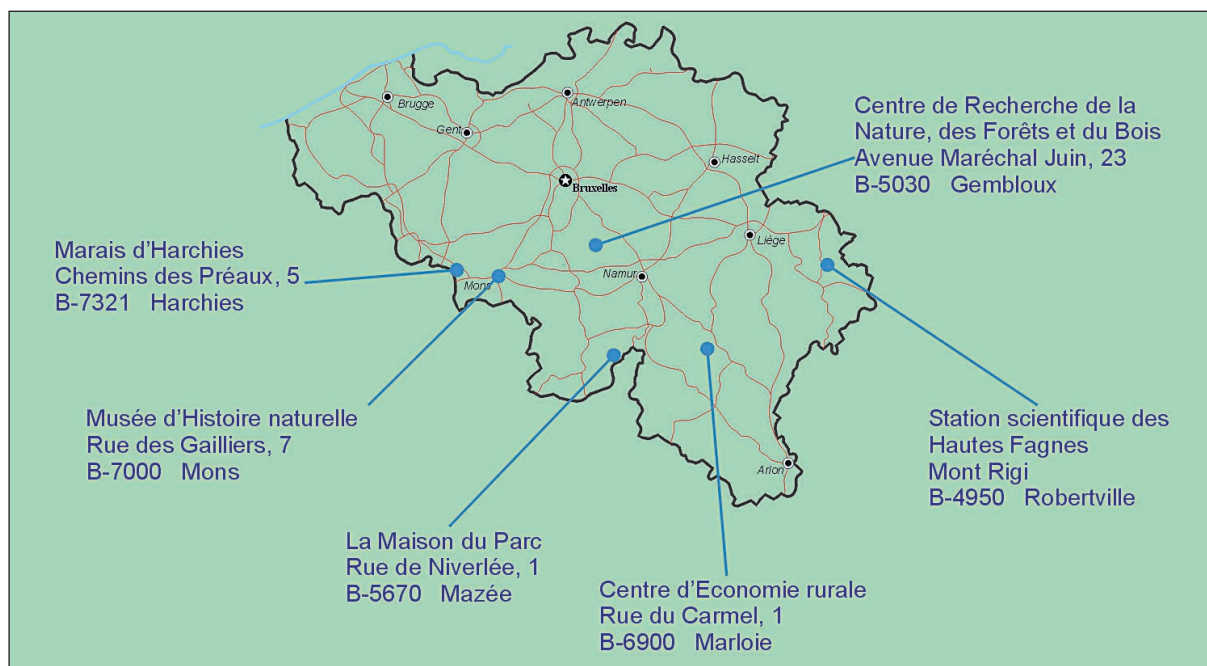 Brugge
Antwerpen
Gent
Hasselt
Bruxelles
Liège
Namur
Mons
Arlon
Centre de Recherche de la
Nature, des Forêts et du Bois
Avenue Maréchal Juin, 23
B-5030 Gembloux
Marais d'Harchies
Chemins des Préaux, 5
B-7321 Harchies
Musée d'Histoire naturelle
Rue des Gailliers, 7
B-7000 Mons
La Maison du Parc
Rue de Niverlée, 1
B-5670 Mazée
Centre d'Economie rurale
Rue du Carmel, 1
B-6900 Marloie
Station scientifique des
Hautes Fagnes
Mont Rigi
B-4950 Robertville